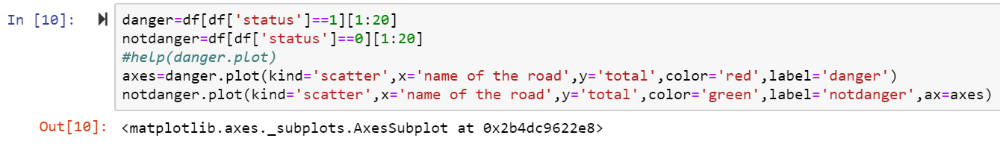 In [10]: danger=df[df['status']==1][1:20]
notdanger=df[df['status']==0][1:20]
#help(danger.plot)
axes=danger.plot(kind='scatter',x='name of the road',y='total',color='red',label='danger')
notdanger.plot(kind='scatter',x='name of the road',y='total',color='green',label='notdanger',ax=axes)
Out[10]: <matplotlib.axes._subplots.AxesSubplot at 0x2b4dc9622e8>